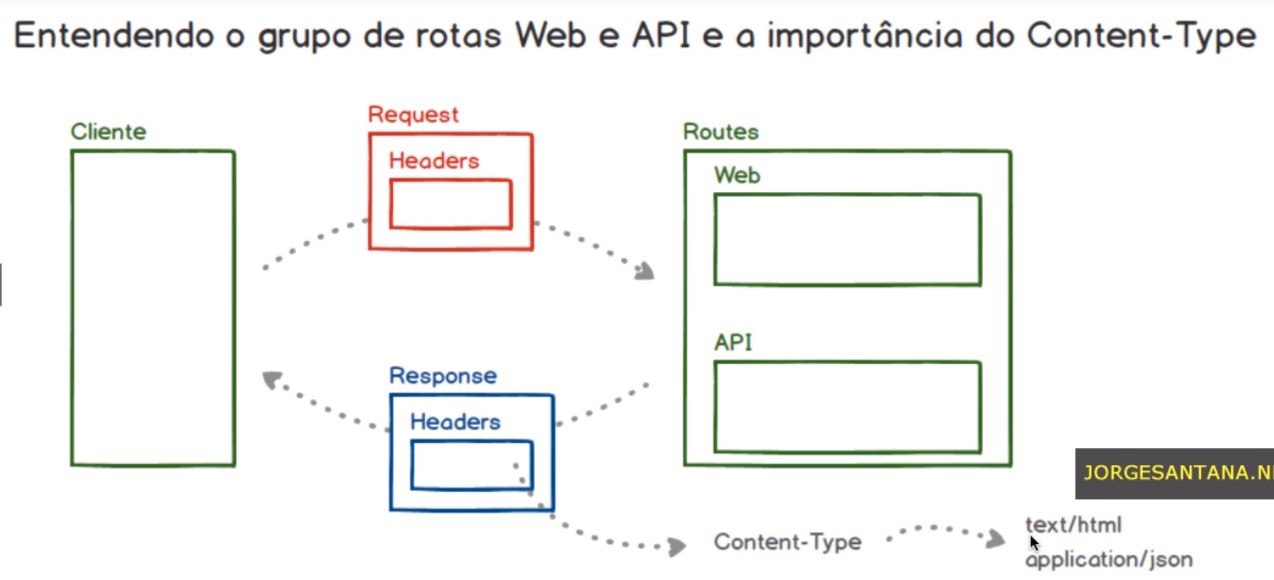 Entendendo o grupo de rotas Web e API e a importância do Content-Type
Request
Cliente
Routes
Headers
Web
API
Response
Headers
JORGESANTANA.N
Content-Type
text/html
application/json